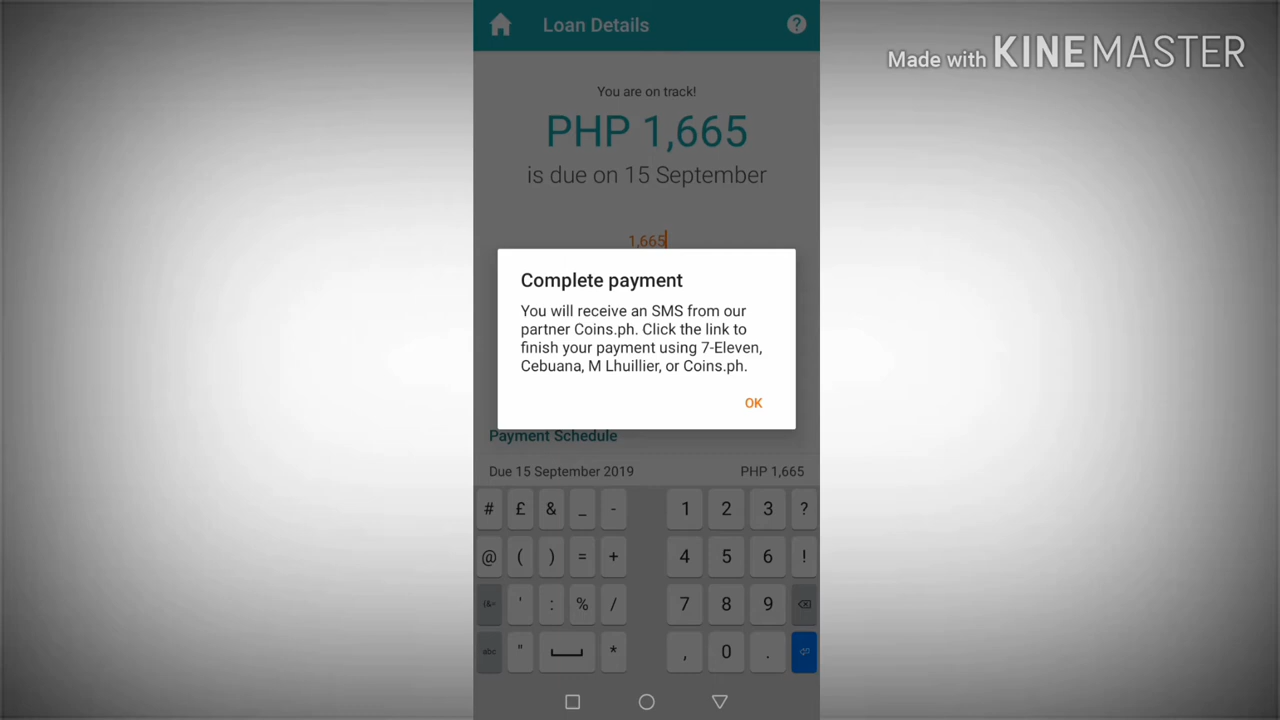 Loan Details
?
Made with KINEMASTER
You are on track!
PHP 1,665
is due on 15 September
1,665
Complete payment
You will receive an SMS from our
partner Coins.ph. Click the link to
finish your payment using 7-Eleven,
Cebuana, M Lhuillier, or Coins.ph.
OK
Payment Schedule
Due 15 September 2019 PHP 1,665
# £ & _ - 1 2 3 ?
@ ( ) = + 4 5 6 !
' : % / 7 8 9
abc " * , 0 .